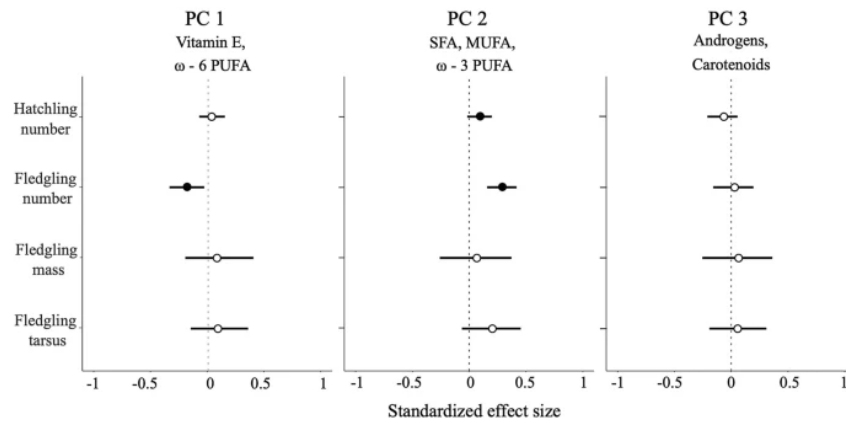 PC 1
Vitamin E,
ω - 6 PUFA
PC 2
SFA, MUFA,
ω - 3 PUFA
PC 3
Androgens,
Carotenoids
Hatchling
number
Fledgling
number
Fledgling
mass
Fledgling
tarsus
-1 -0.5 0 0.5 1
-1 -0.5 0 0.5 1
-1 -0.5 0 0.5 1
Standardized effect size